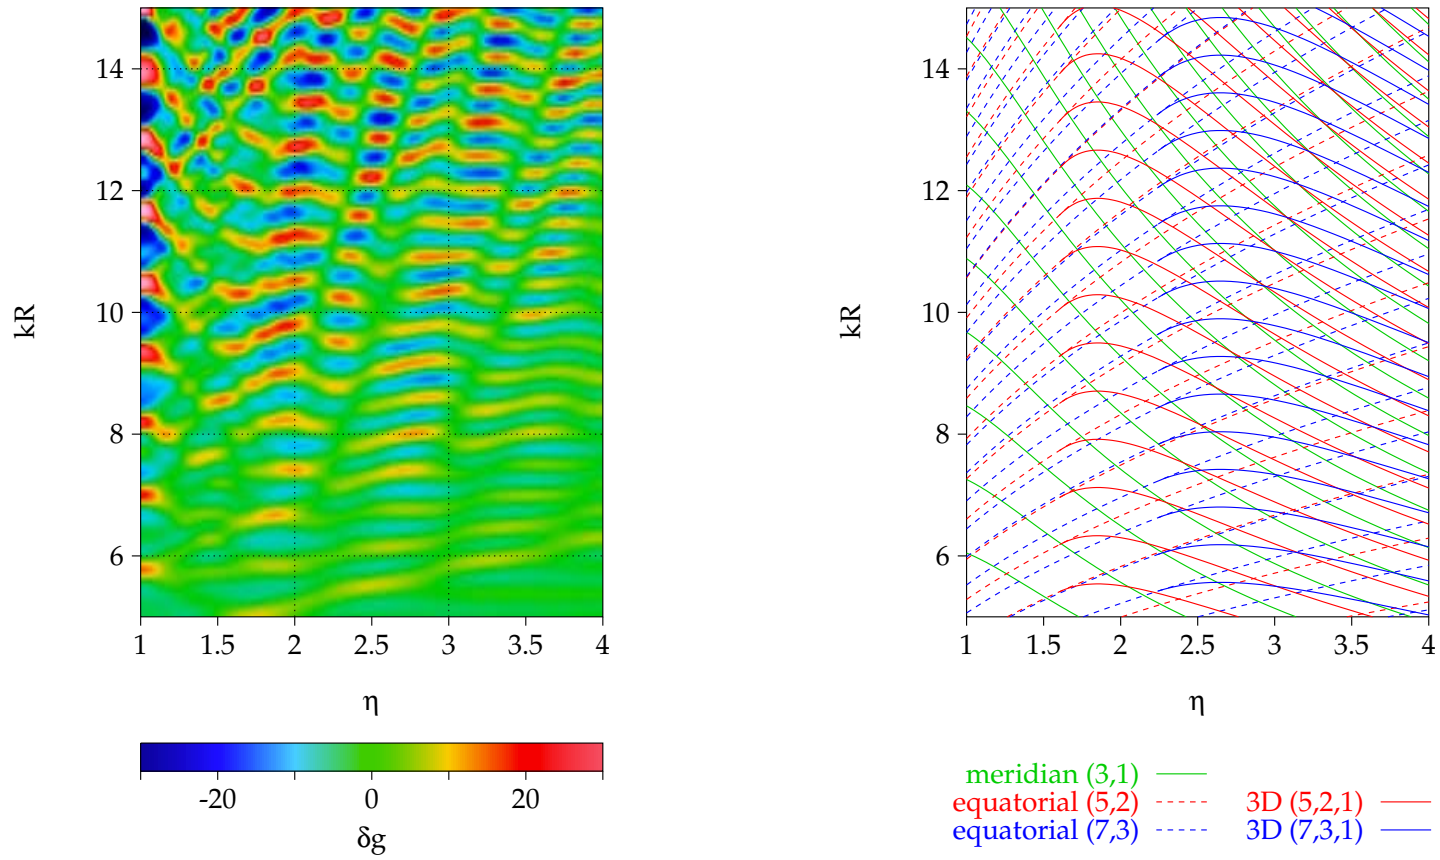 14
12
10
8
6
kR
1
1.5
2
2.5
3
3.5
4
η
-20
0
20
δg
14
12
10
8
6
kR
1
1.5
2
2.5
3
3.5
4
η
meridian (3,1)
equatorial (5,2)
3D (5,2,1)
equatorial (7,3)
3D (7,3,1)